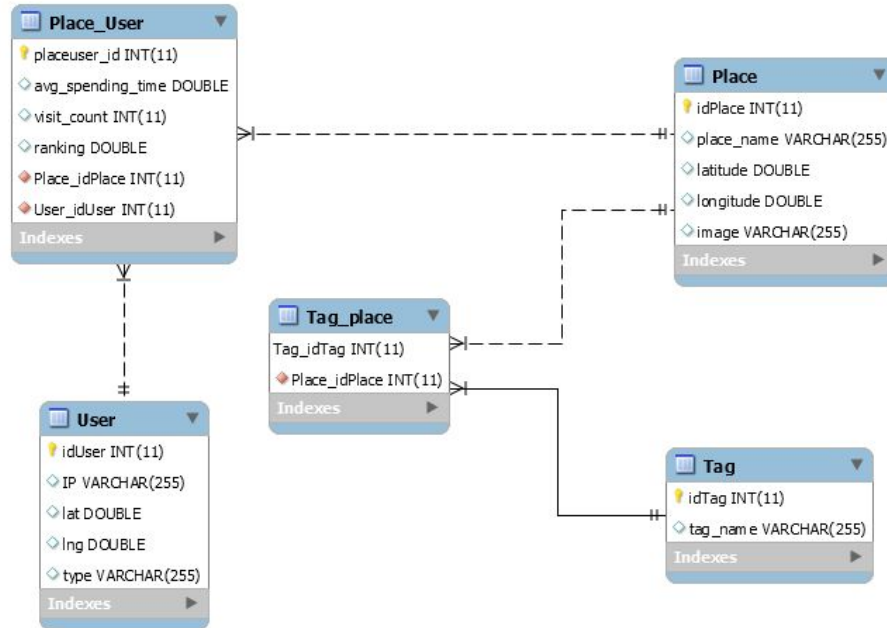 Place_User
placeuser_id INT(11)
avg_spending_time DOUBLE
visit_count INT(11)
ranking DOUBLE
Place_idPlace INT(11)
User_idUser INT(11)
Indexes
Place
idPlace INT(11)
place_name VARCHAR(255)
latitude DOUBLE
longitude DOUBLE
image VARCHAR(255)
Indexes
Tag_place
Tag_idTag INT(11)
Place_idPlace INT(11)
Indexes
User
idUser INT(11)
IP VARCHAR(255)
lat DOUBLE
lng DOUBLE
type VARCHAR(255)
Indexes
Tag
idTag INT(11)
tag_name VARCHAR(255)
Indexes